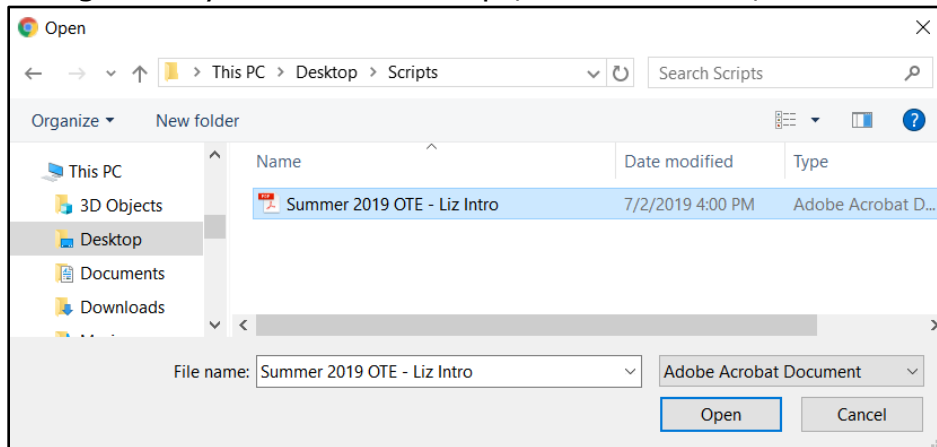 Open
This PC > Desktop > Scripts
Search Scripts
Organize
New folder
Name
Date modified
Type
This PC
3D Objects
Desktop
Documents
Downloads
PDF
Summer 2019 OTE - Liz Intro
7/2/2019 4:00 PM
Adobe Acrobat D...
File name: Summer 2019 OTE - Liz Intro
Adobe Acrobat Document
Open
Cancel